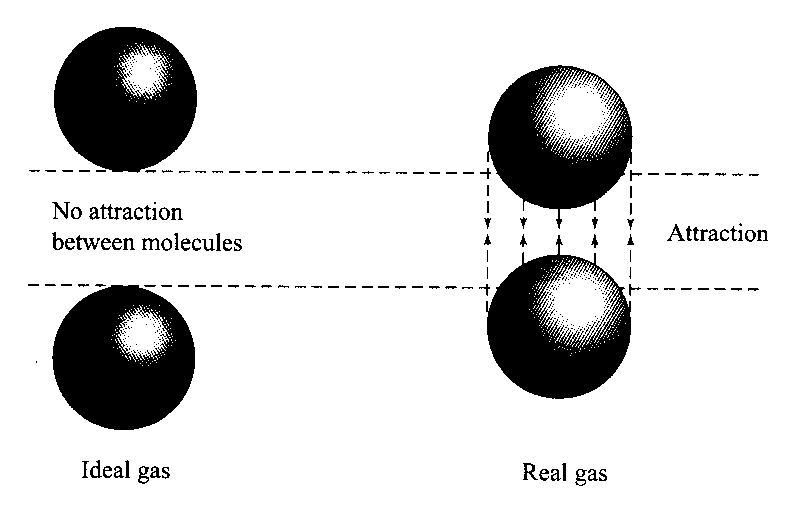 No attraction
between molecules
Attraction
Ideal gas
Real gas